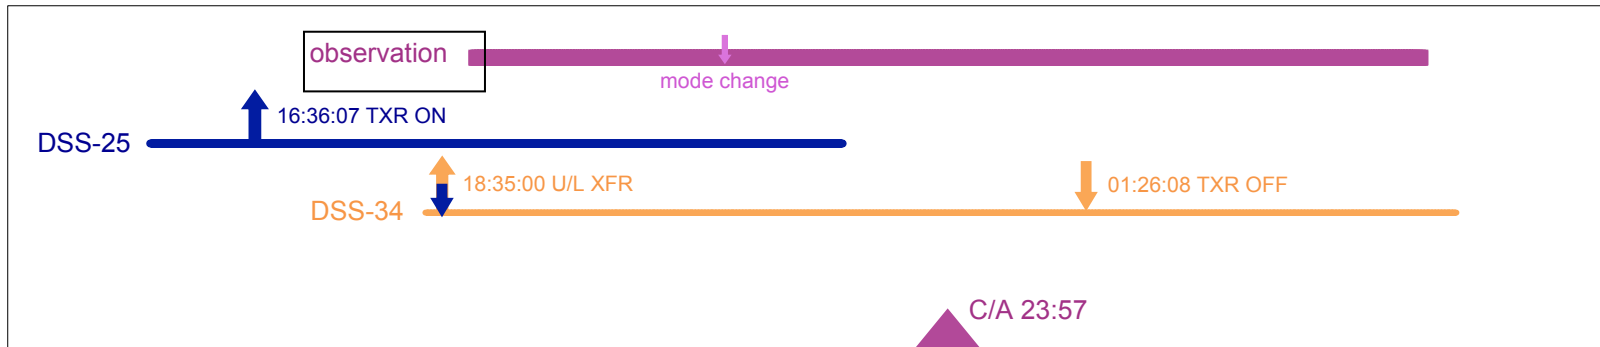 observation
mode change
16:36:07 TXR ON
DSS-25
18:35:00 U/L XFR
01:26:08 TXR OFF
DSS-34
C/A 23:57